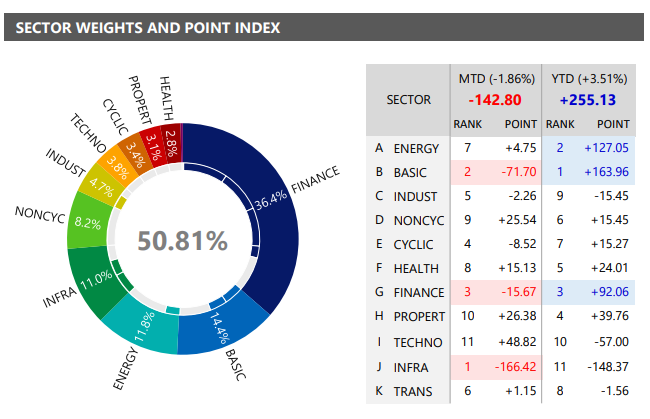 SECTOR WEIGHTS AND POINT INDEX
HEALTH
PROPERT
CYCLIC
TECHNO
INDUST
NONCYC
INFRA
ENERGY
BASIC
FINANCE
2.8%
3.1%
3.4%
3.8%
4.7%
8.2%
11.0%
11.8%
14.4%
36.4%
50.81%
SECTOR MTD (-1.86%) YTD (+3.51%)
-142.80 +255.13
RANK POINT RANK POINT
A ENERGY 7 +4.75 2 +127.05
B BASIC 2 -71.70 1 +163.96
C INDUST 5 -2.26 9 -15.45
D NONCYC 9 +25.54 6 +15.45
E CYCLIC 4 -8.52 7 +15.27
F HEALTH 8 +15.13 5 +24.01
G FINANCE 3 -15.67 3 +92.06
H PROPERT 10 +26.38 4 +39.76
I TECHNO 11 +48.82 10 -57.00
J INFRA 1 -166.42 11 -148.37
K TRANS 6 +1.15 8 -1.56